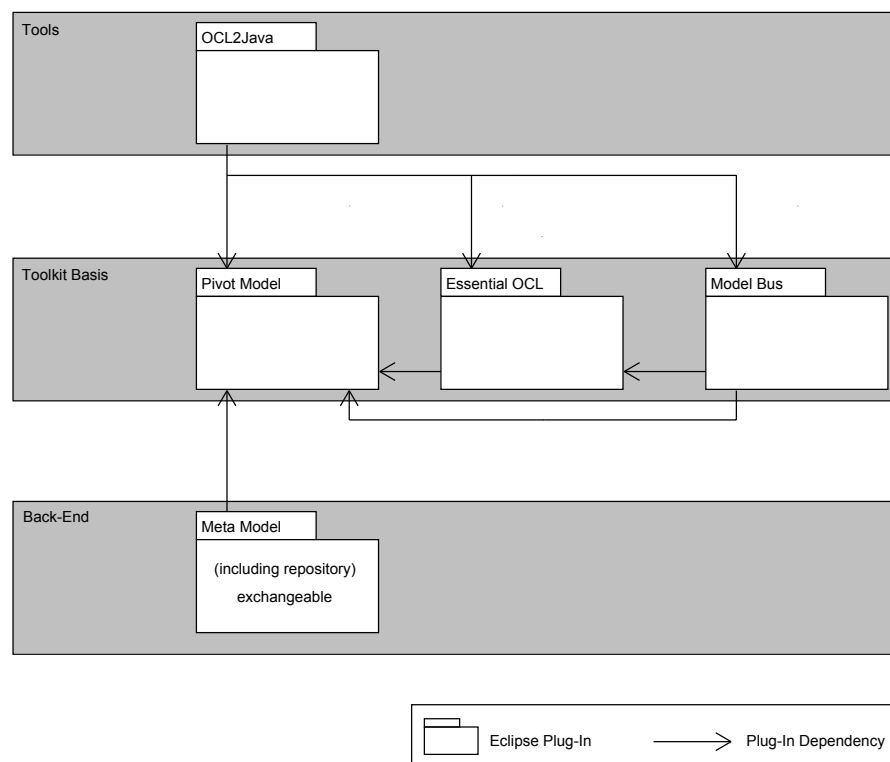 Tools
OCL2Java
Toolkit Basis
Pivot Model
Essential OCL
Model Bus
Back-End
Meta Model
(including repository)
exchangeable
Eclipse Plug-In
Plug-In Dependency